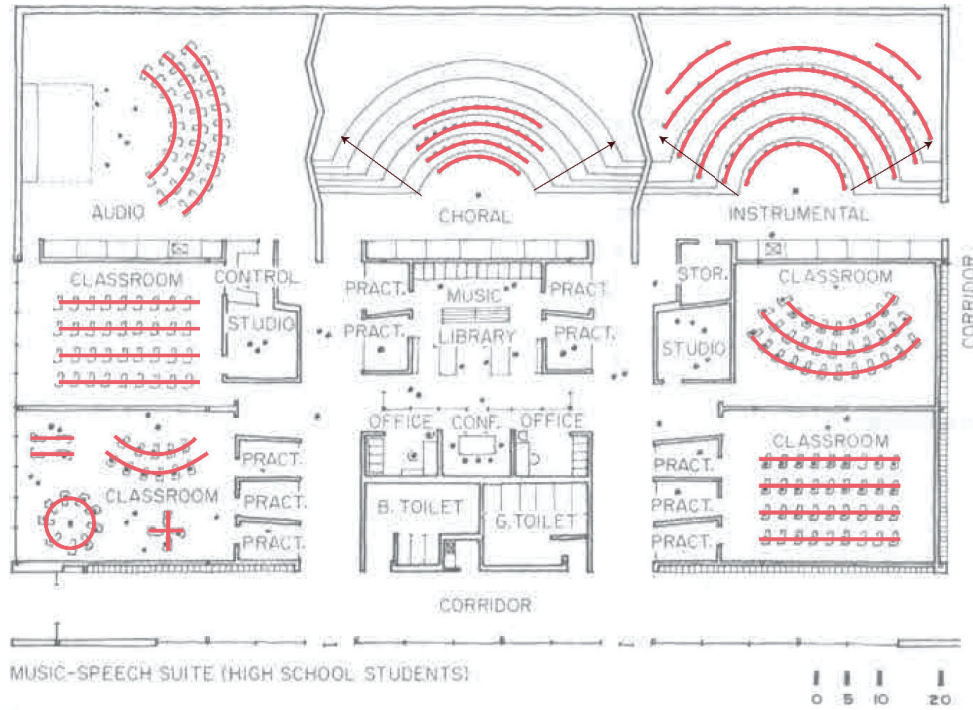 AUDIO
CHORAL
INSTRUMENTAL
CLASSROOM
CONTROL
STUDIO
PRACT.
MUSIC
PRACT.
STOR.
CLASSROOM
CORRIDOR
PRACT.
LIBRARY
PRACT.
STUDIO
OFFICE
CONF.
OFFICE
CLASSROOM
PRACT.
PRACT.
CLASSROOM
PRACT.
B. TOILET
G. TOILET
PRACT.
PRACT.
PRACT.
CORRIDOR
MUSIC-SPEECH SUITE (HIGH SCHOOL STUDENTS)
0 5 10 20